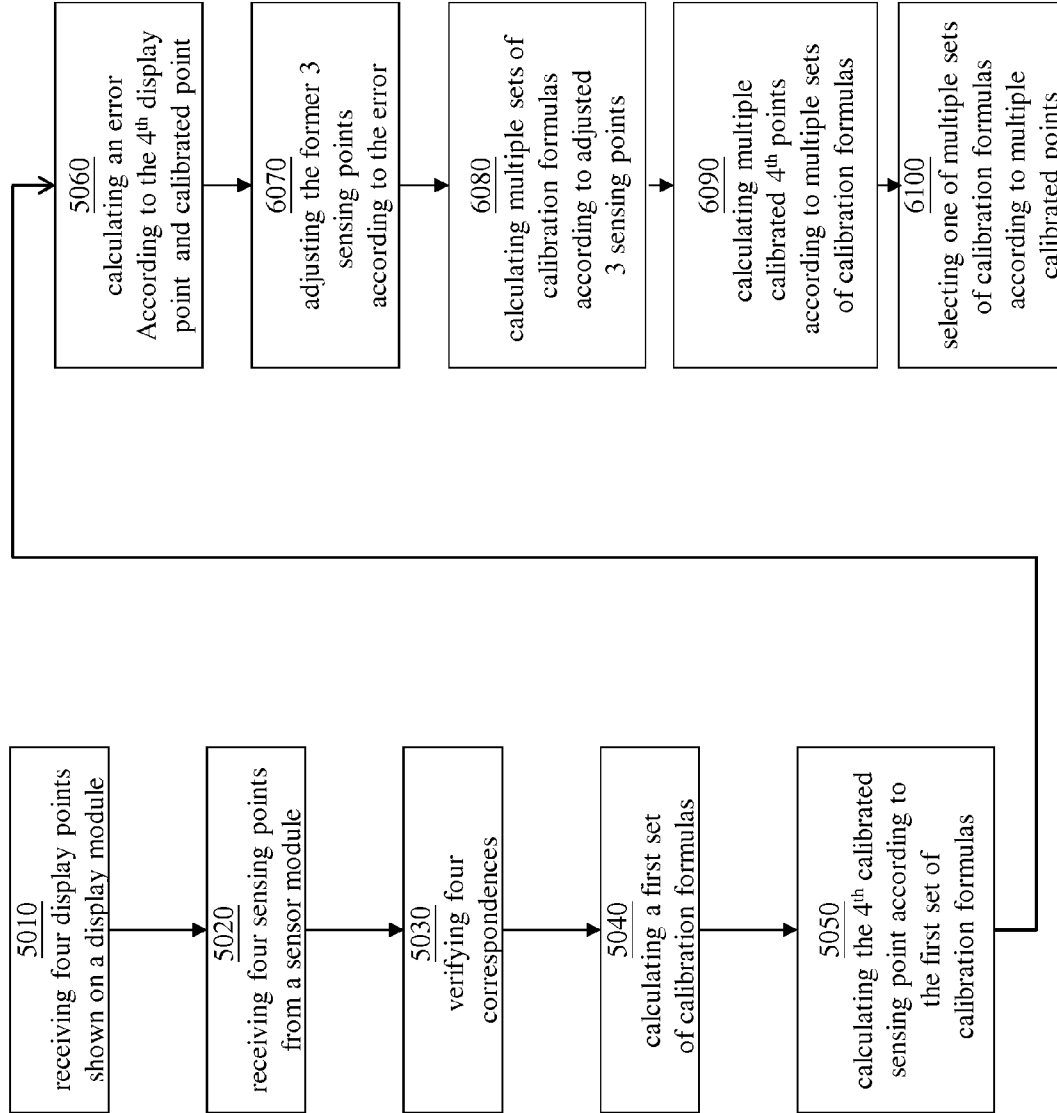 5010
receiving four display points
shown on a display module
5020
receiving four sensing points
from a sensor module
5030
verifying four
correspondences
5040
calculating a first set
of calibration formulas
5050
calculating the 4th calibrated
sensing point according to
the first set of
calibration formulas
5060
calculating an error
According to the 4th display
point and calibrated point
6070
adjusting the former 3
sensing points
according to the error
6080
calculating multiple sets of
calibration formulas
according to adjusted
3 sensing points
6090
calculating multiple
calibrated 4th points
according to multiple sets
of calibration formulas
6100
selecting one of multiple sets
of calibration formulas
according to multiple
calibrated points